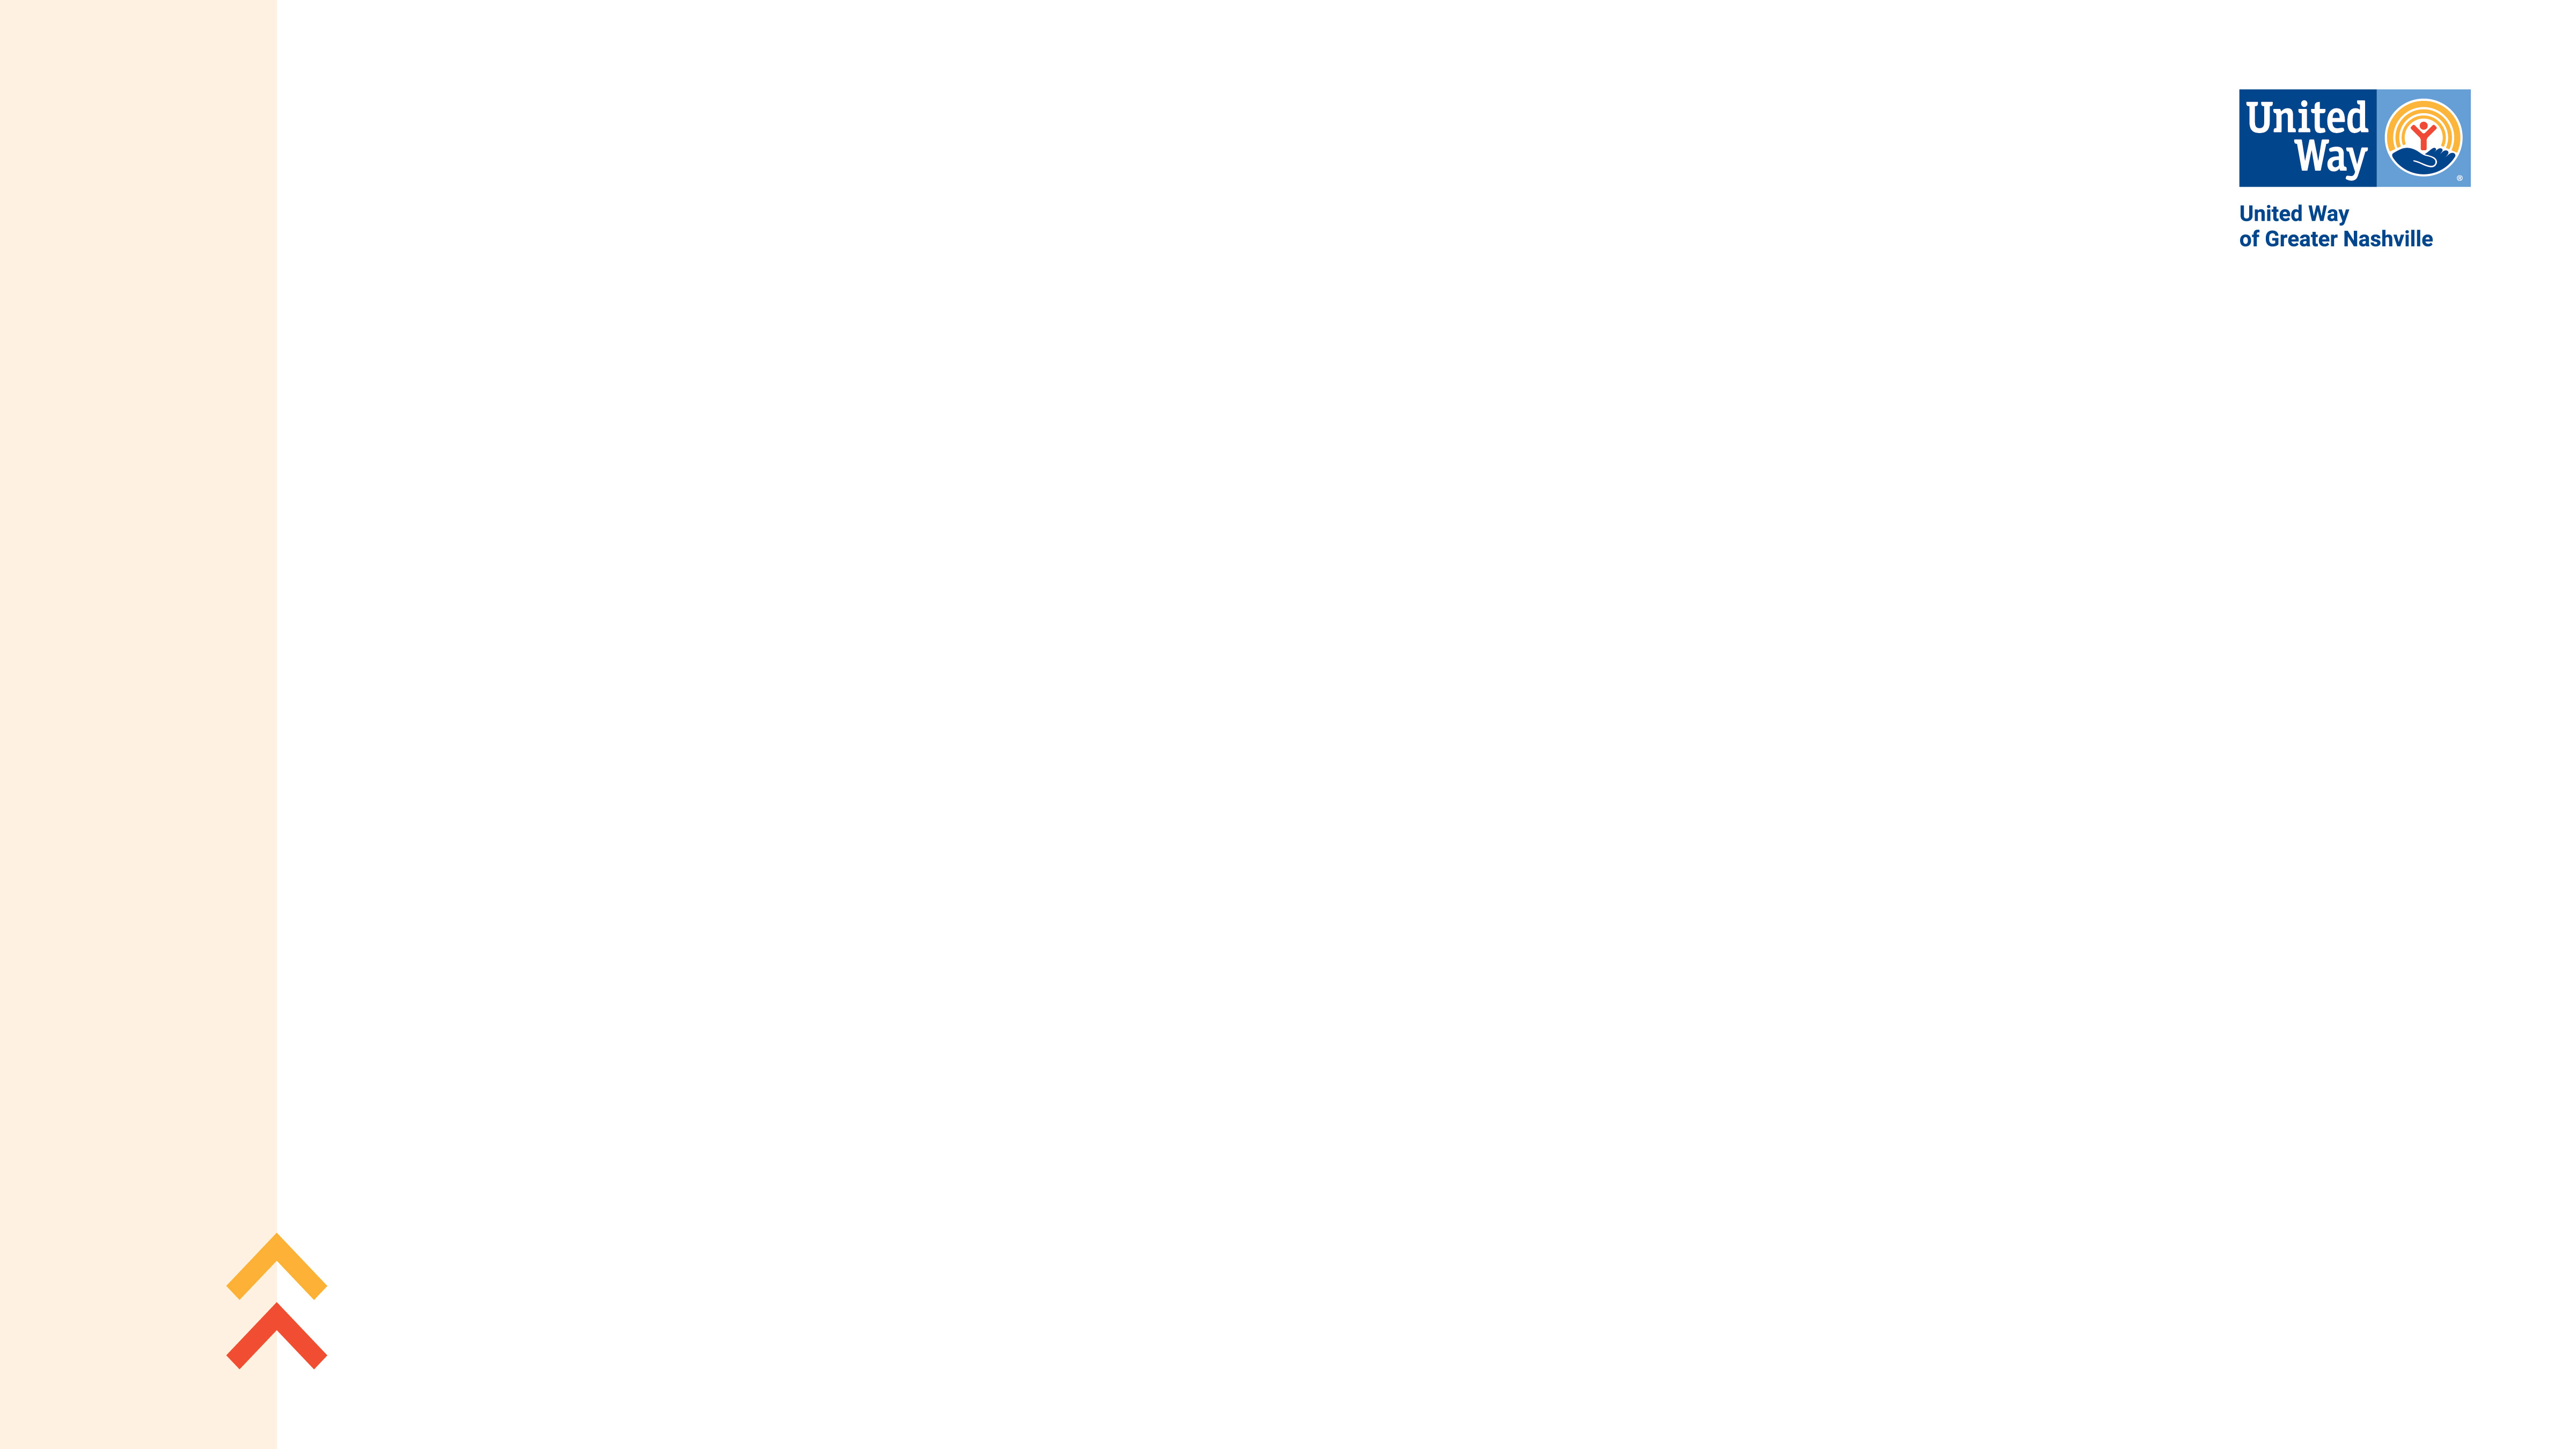 United
Way
®
United Way
of Greater Nashville